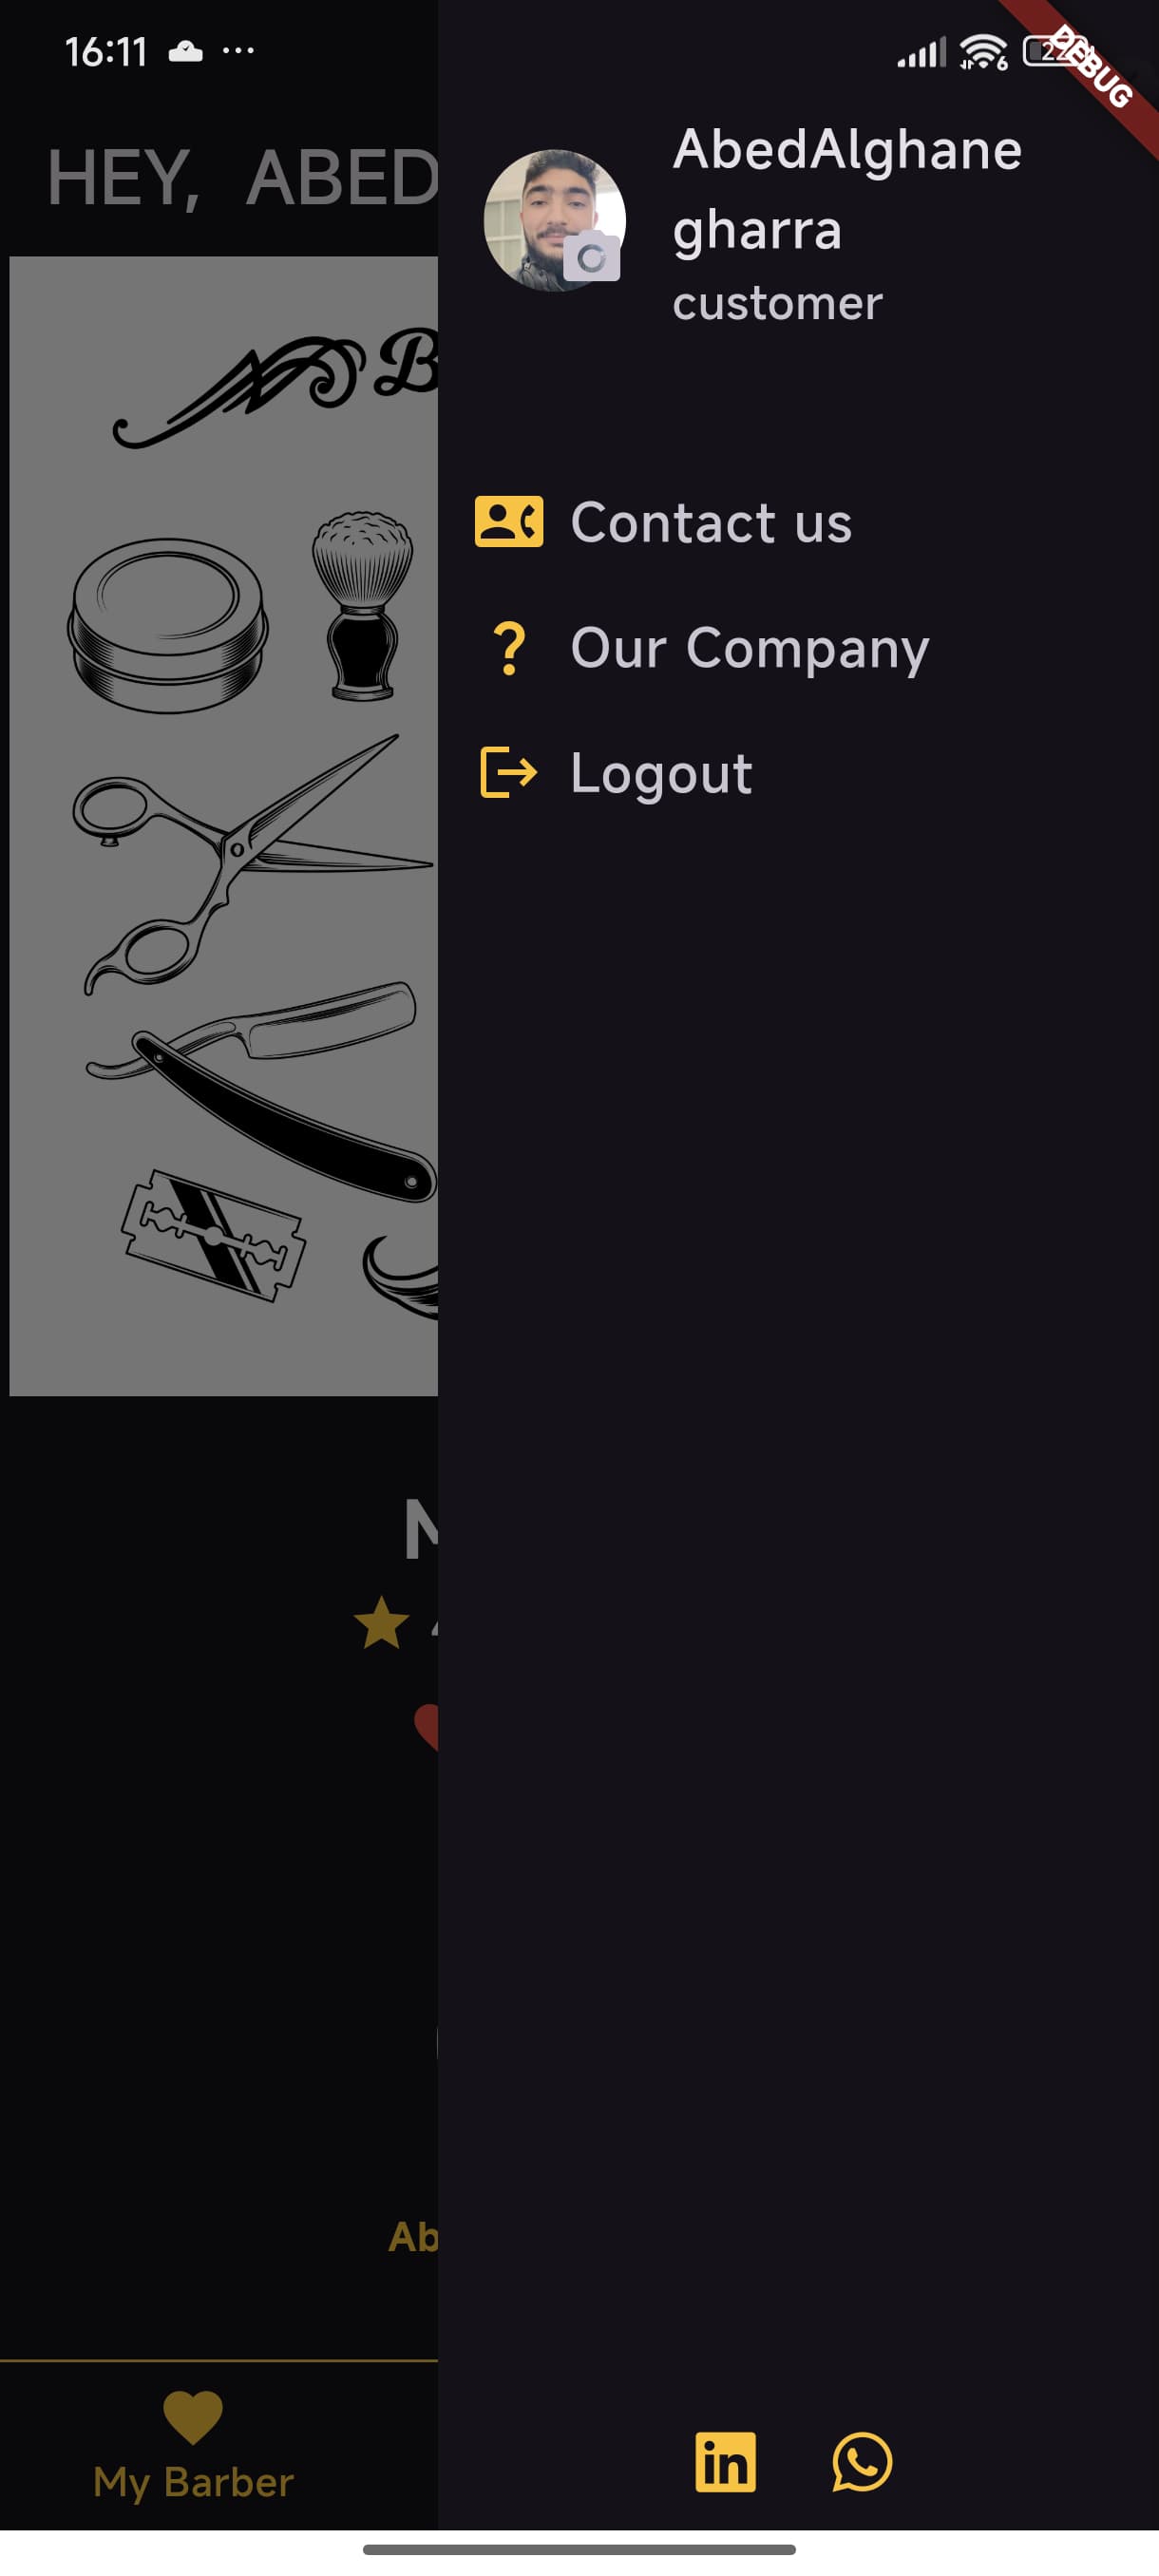 16:11
DEBUG
HEY, ABED
AbedAlghane
gharra
customer
B
Contact us
Our Company
Logout
Ab
in
My Barber